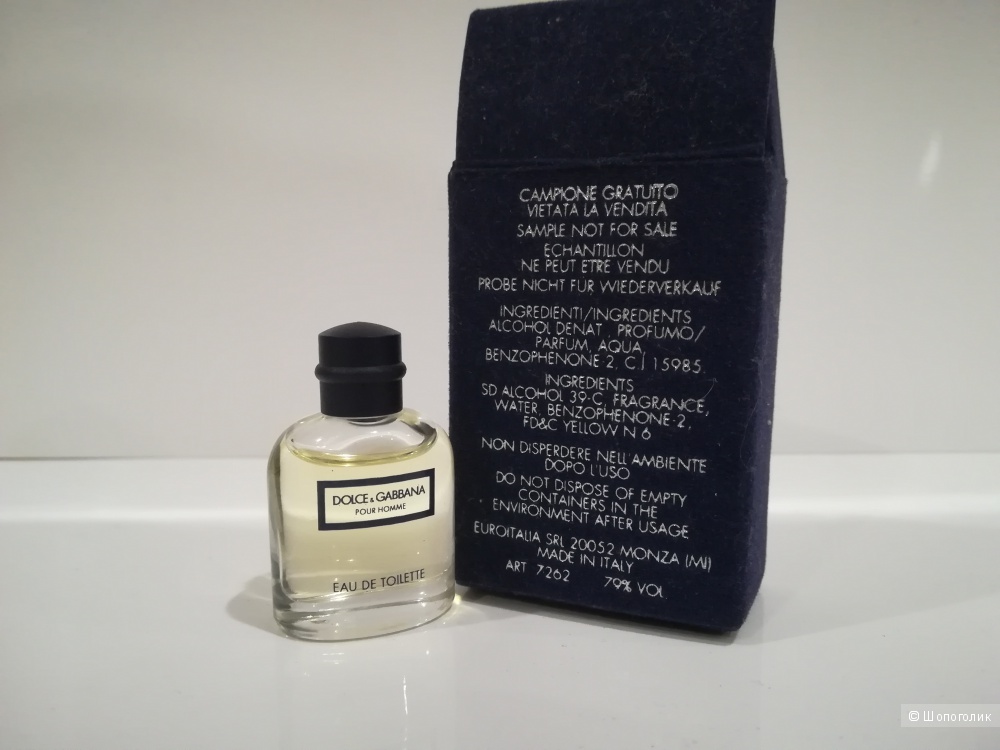 CAMPIONE GRATUITO
VIETATA LA VENDITA
SAMPLE NOT FOR SALE
ECHANTILLON
NE PEUT ETRE VENDU
PROBE NICHT FUR WIEDERVERKAUF
INGREDIENTI/INGREDIENTS
ALCOHOL DENAT., PROFUMO/
PARFUM, AQUA,
BENZOPHENONE-2, C.I 15985.
INGREDIENTS
SD ALCOHOL 39-C, FRAGRANCE,
WATER, BENZOPHENONE-2,
FD&C YELLOW N 6
NON DISPERDERE NELL'AMBIENTE
DOPO L'USO
DO NOT DISPOSE OF EMPTY
CONTAINERS IN THE
ENVIRONMENT AFTER USAGE
EUROITALIA SRL 20052 MONZA (MI)
MADE IN ITALY
ART 7262 79% VOL
DOLCE & GABBANA
POUR HOMME
EAU DE TOILETTE
© Шопоголик